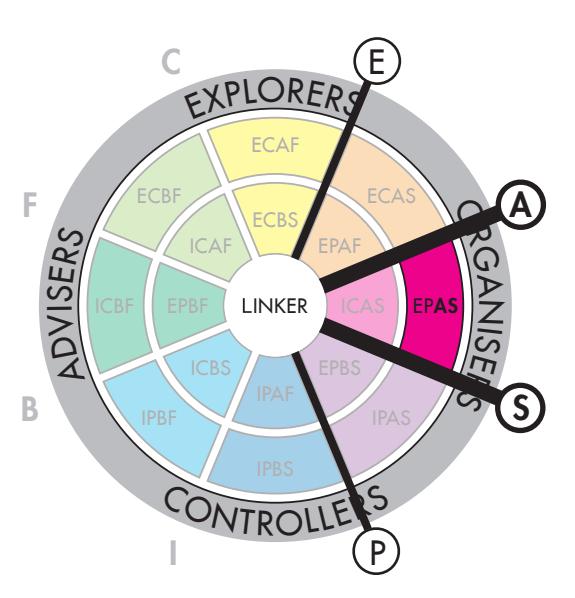 E
C
EXPLORERS
ECAF
ECBF
ECAS
F
A
ECBS
ICAF
EPAF
ORGANISERS
ADVISERS
ICBF
EPBF
LINKER
ICAS
EPAS
ICBS
EPBS
IPAF
B
S
IPBF
IPAS
IPBS
CONTROLLERS
I
P